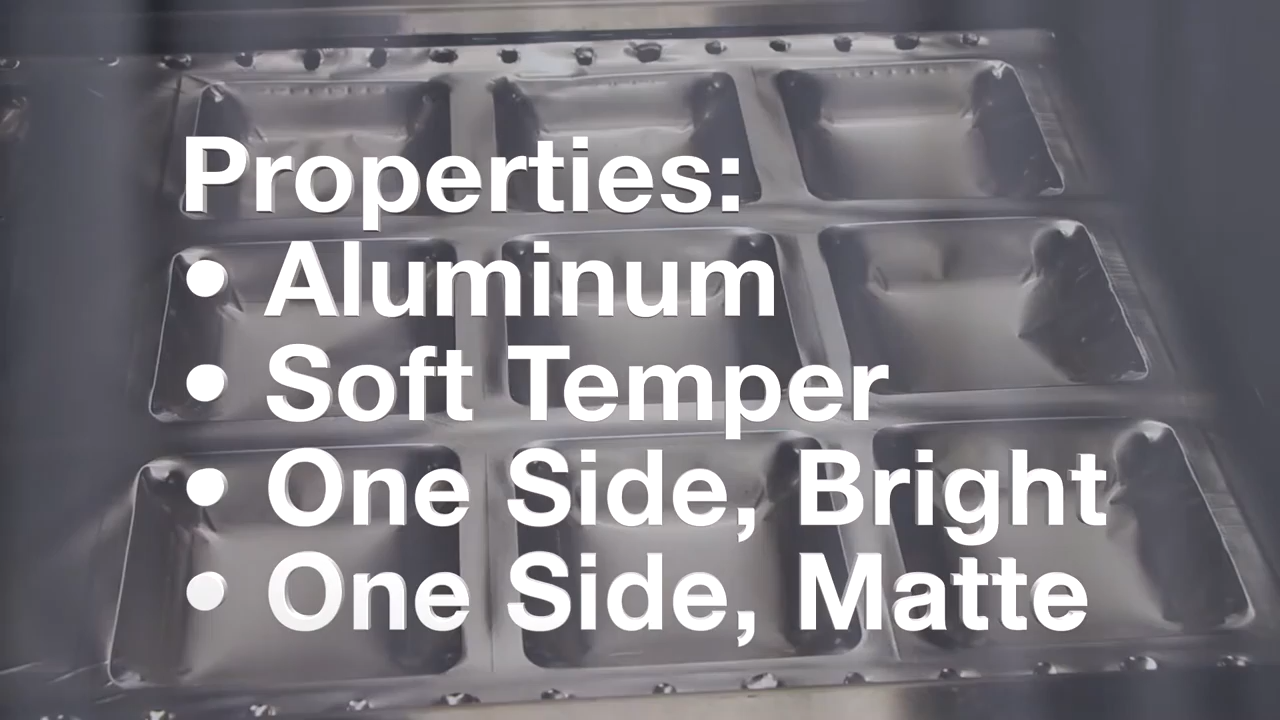 Properties:
• Aluminum
• Soft Temper
• One Side, Bright
• One Side, Matte